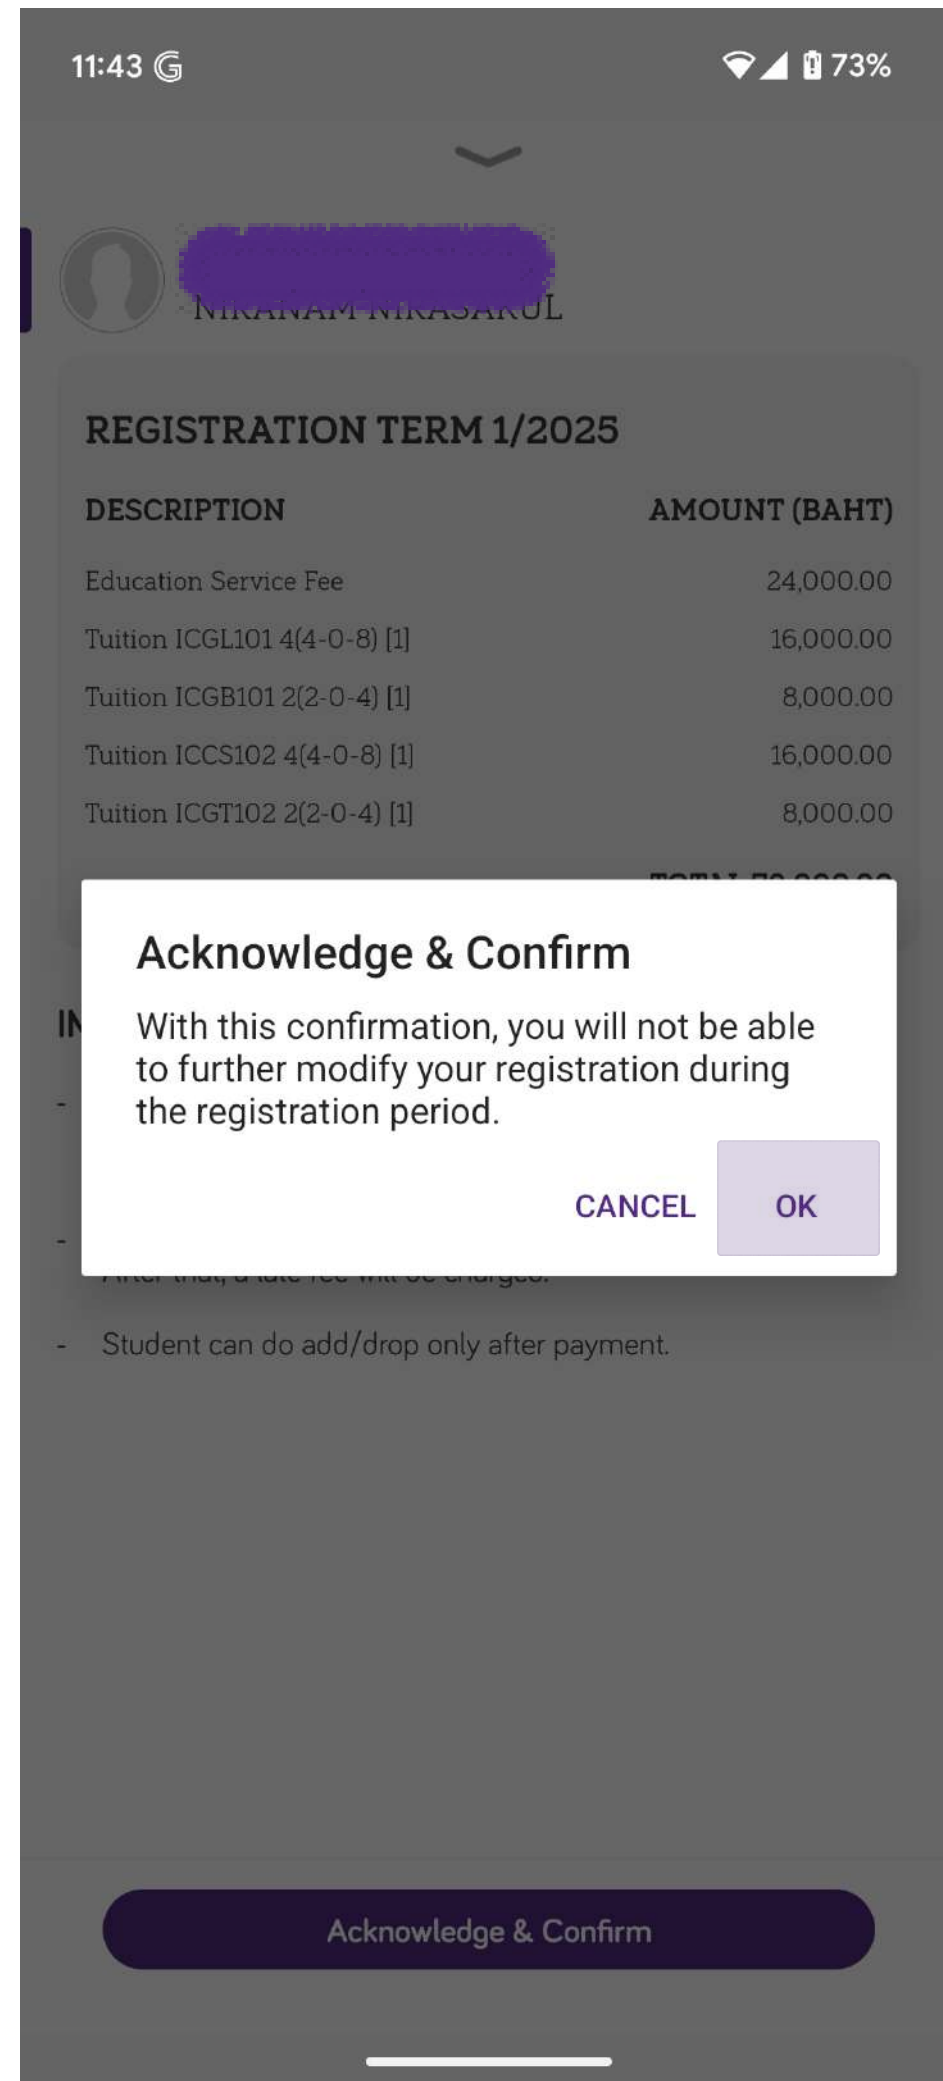 11:43 G 73%
REGISTRATION TERM 1/2025
DESCRIPTION AMOUNT (BAHT)
Education Service Fee 24,000.00
Tuition ICGL101 4(4-0-8) [1] 16,000.00
Tuition ICGB101 2(2-0-4) [1] 8,000.00
Tuition ICCS102 4(4-0-8) [1] 16,000.00
Tuition ICGT102 2(2-0-4) [1] 8,000.00
Acknowledge & Confirm
With this confirmation, you will not be able
to further modify your registration during
the registration period.
CANCEL OK
-
-
- Student can do add/drop only after payment.
Acknowledge & Confirm